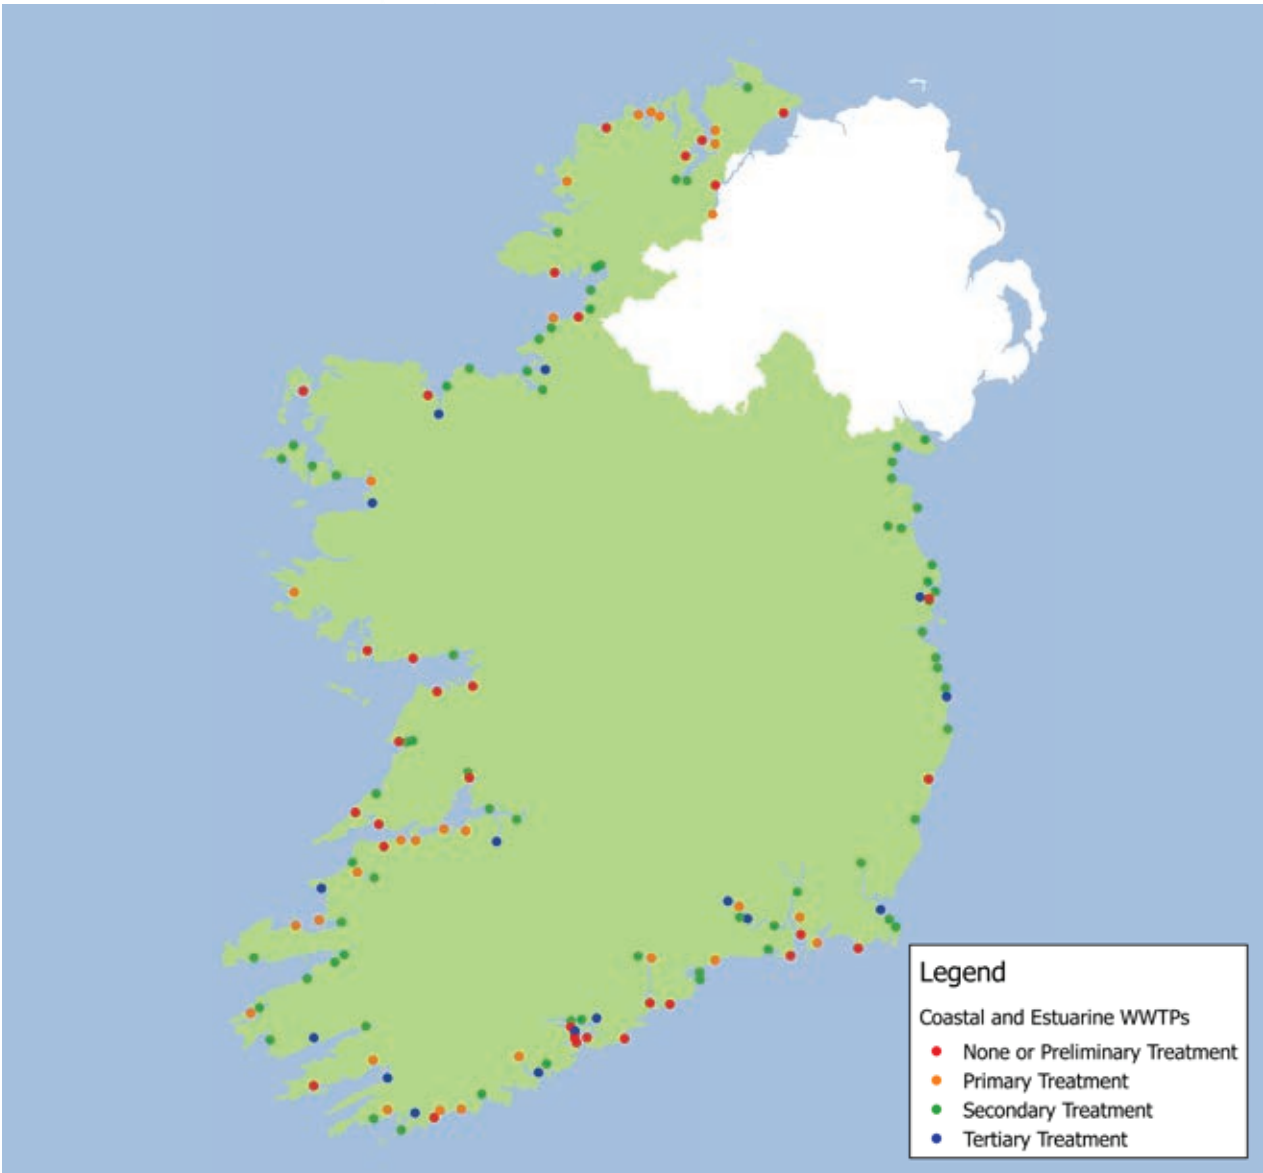 Legend
Coastal and Estuarine WWTPs
None or Preliminary Treatment
Primary Treatment
Secondary Treatment
Tertiary Treatment